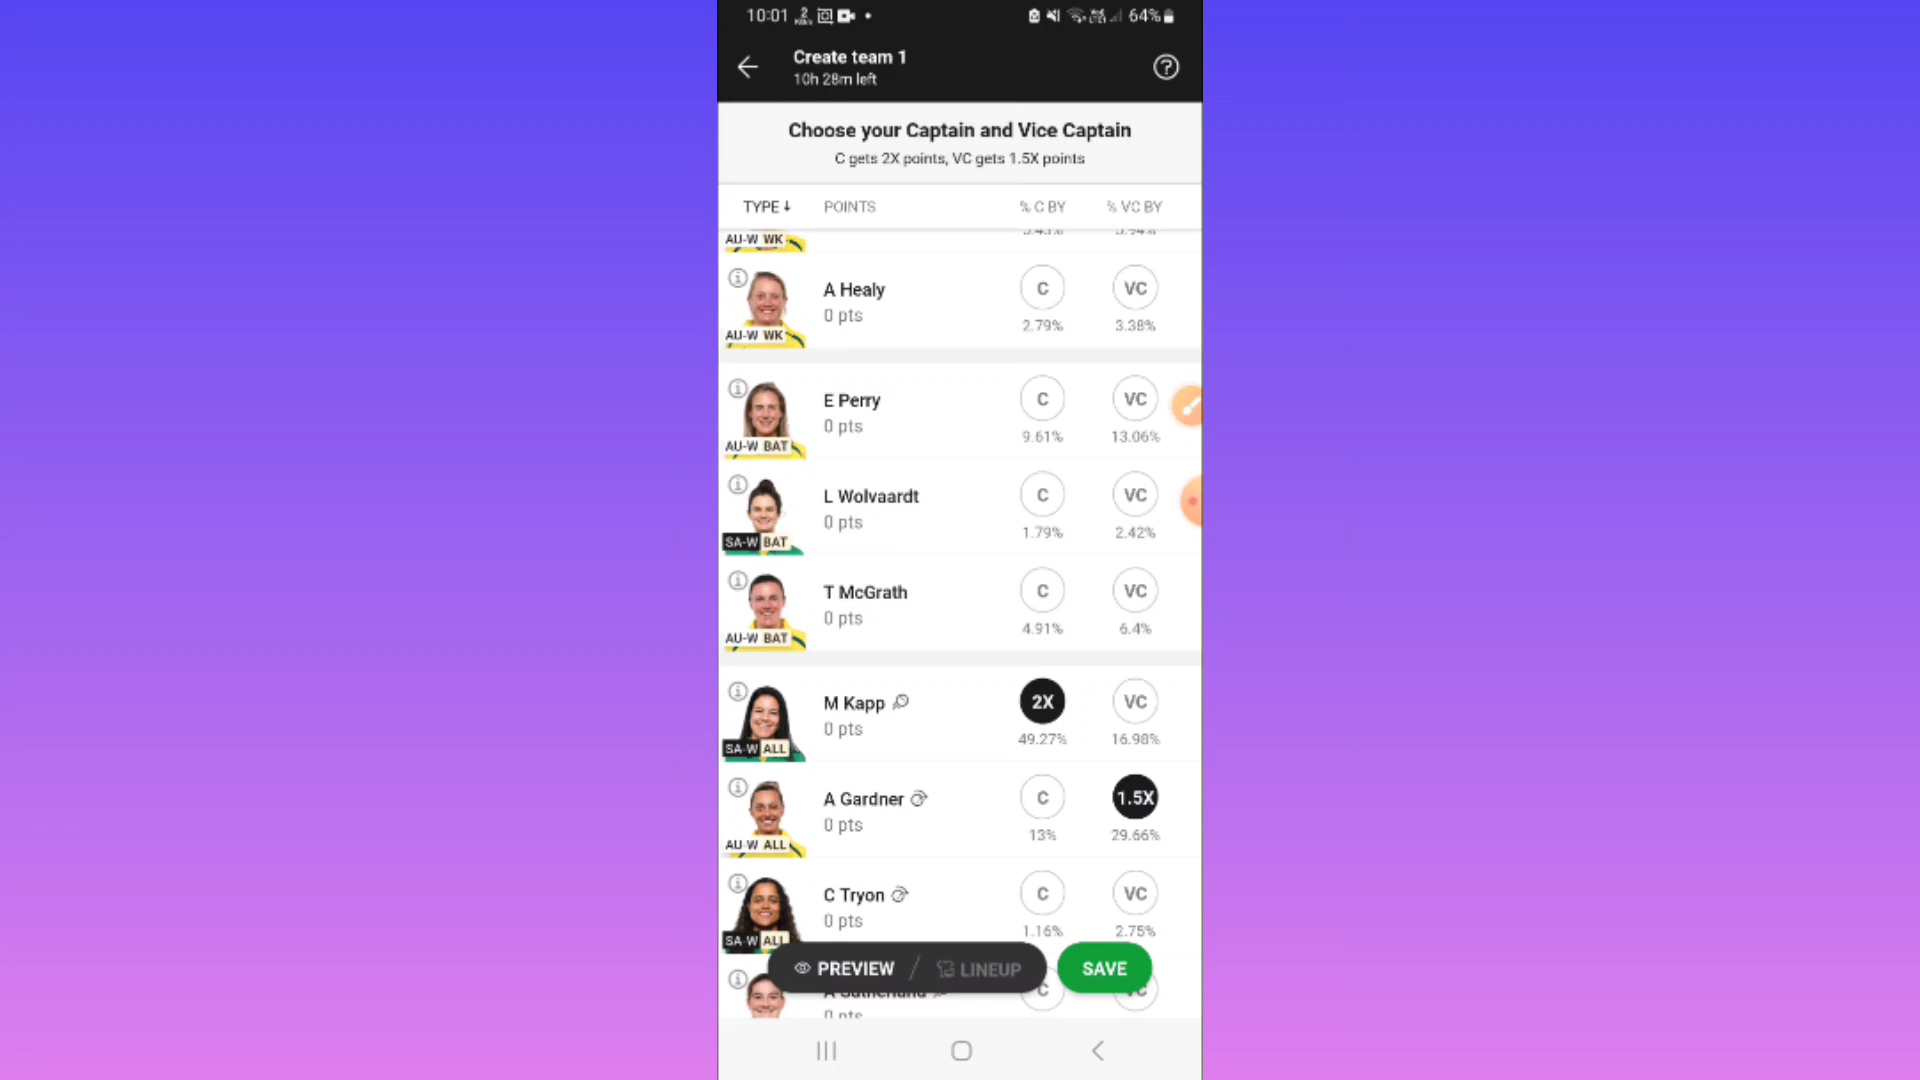 10:01 64%
Create team 1
10h 28m left
Choose your Captain and Vice Captain
C gets 2X points, VC gets 1.5X points
TYPE↓ POINTS % C BY % VC BY
AU-W WK
A Healy C VC
0 pts
2.79% 3.38%
AU-W WK
E Perry C VC
0 pts
9.61% 13.06%
AU-W BAT
L Wolvaardt C VC
0 pts
1.79% 2.42%
SA-W BAT
T McGrath C VC
0 pts
4.91% 6.4%
AU-W BAT
M Kapp 2X VC
0 pts
49.27% 16.98%
SA-W ALL
A Gardner C 1.5X
0 pts
13% 29.66%
AU-W ALL
C Tryon C VC
0 pts
1.16% 2.75%
SA-W ALL
PREVIEW / LINEUP SAVE
A Sutherland C VC
0 pts